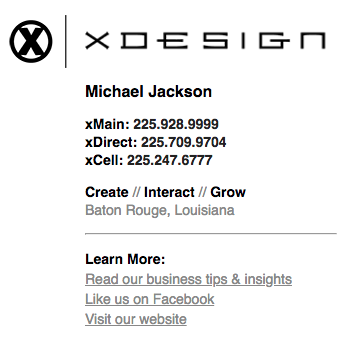 X XDESIGN
Michael Jackson
xMain: 225.928.9999
xDirect: 225.709.9704
xCell: 225.247.6777
Create // Interact // Grow
Baton Rouge, Louisiana
Learn More:
Read our business tips & insights
Like us on Facebook
Visit our website